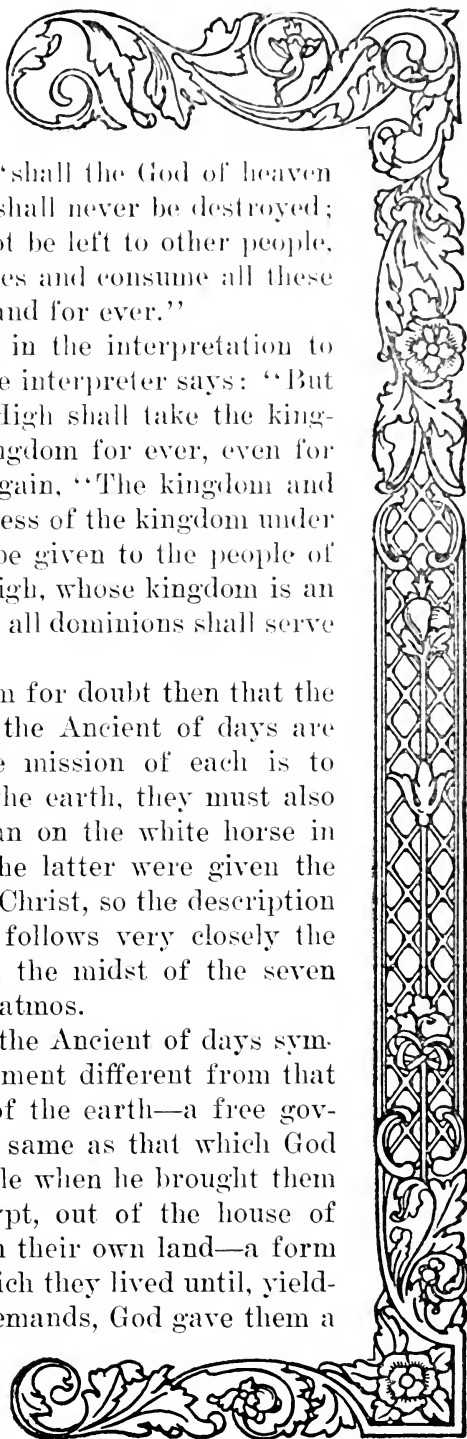 "shall the God of heaven
shall never be destroyed;
be left to other people,
es and consume all these
and for ever."
in the interpretation to
e interpreter says: "But
High shall take the king-
ngdom for ever, even for
gain, "The kingdom and
ess of the kingdom under
be given to the people of
igh, whose kingdom is an
all dominions shall serve
m for doubt then that the
the Ancient of days are
e mission of each is to
he earth, they must also
an on the white horse in
he latter were given the
Christ, so the description
follows very closely the
the midst of the seven
atmos.
the Ancient of days sym-
ment different from that
of the earth—a free gov-
same as that which God
le when he brought them
ypt, out of the house of
n their own land—a form
ich they lived until, yield-
emands, God gave them a